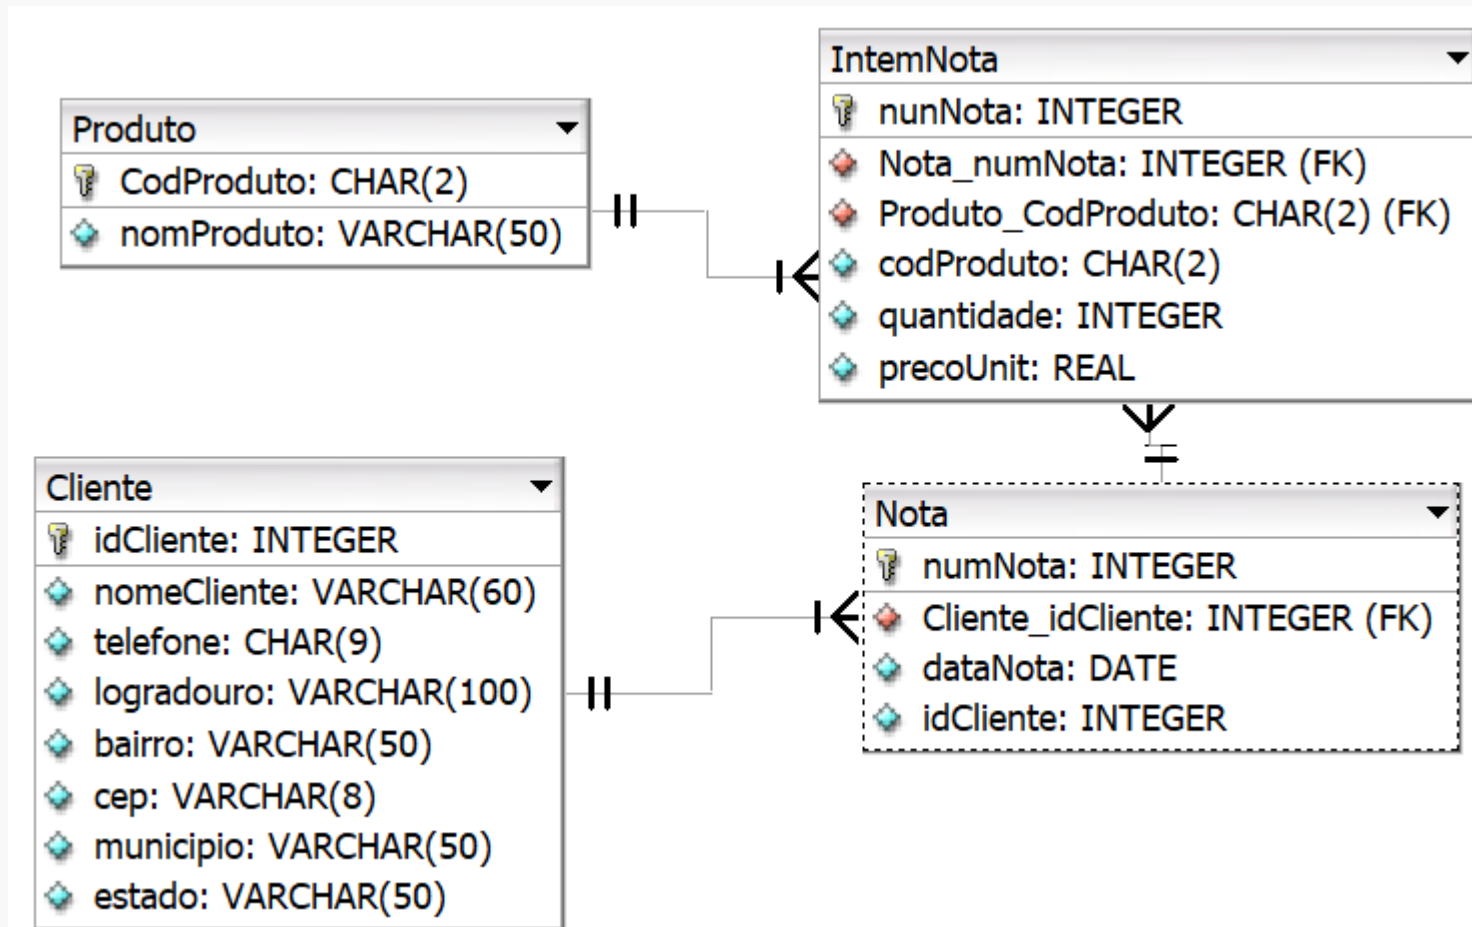 Produto
CodProduto: CHAR(2)
nomProduto: VARCHAR(50)
IntemNota
nunNota: INTEGER
Nota_numNota: INTEGER (FK)
Produto_CodProduto: CHAR(2) (FK)
codProduto: CHAR(2)
quantidade: INTEGER
precoUnit: REAL
Cliente
idCliente: INTEGER
nomeCliente: VARCHAR(60)
telefone: CHAR(9)
logradouro: VARCHAR(100)
bairro: VARCHAR(50)
cep: VARCHAR(8)
municipio: VARCHAR(50)
estado: VARCHAR(50)
Nota
numNota: INTEGER
Cliente_idCliente: INTEGER (FK)
dataNota: DATE
idCliente: INTEGER